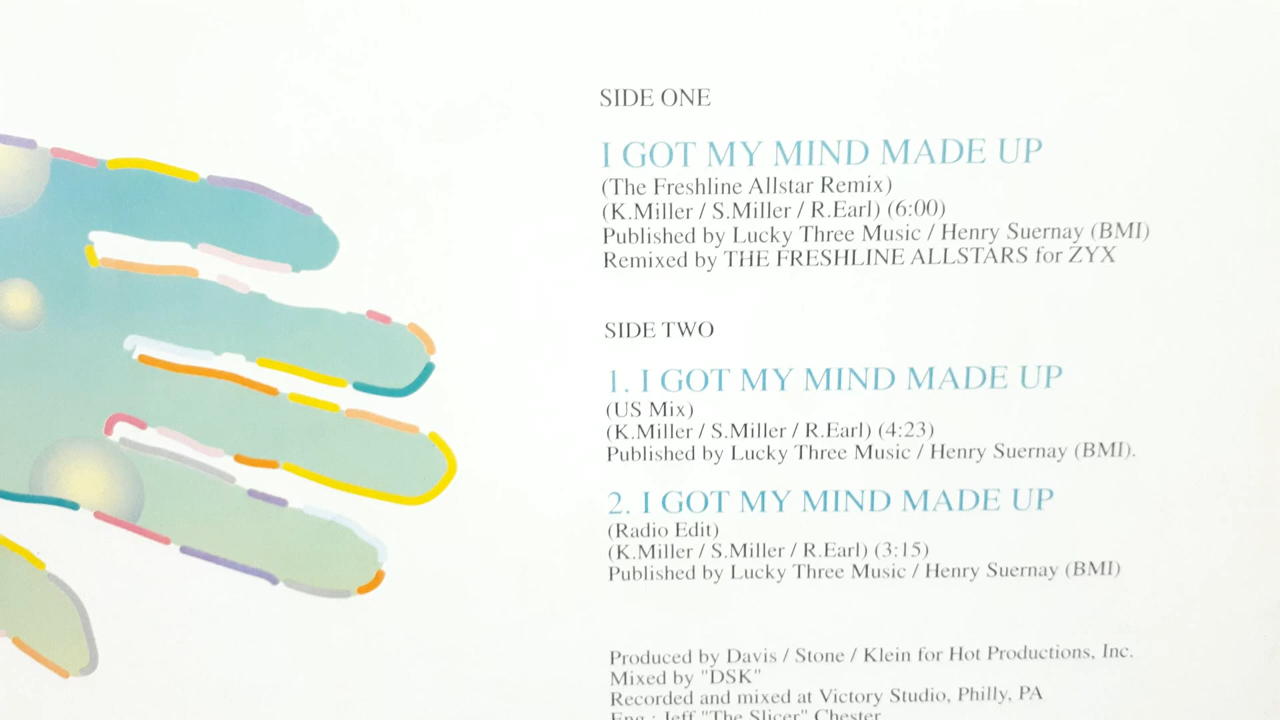 SIDE ONE
I GOT MY MIND MADE UP
(The Freshline Allstar Remix)
(K.Miller / S.Miller / R.Earl) (6:00)
Published by Lucky Three Music / Henry Suernay (BMI)
Remixed by THE FRESHLINE ALLSTARS for ZYX
SIDE TWO
1. I GOT MY MIND MADE UP
(US Mix)
(K.Miller / S.Miller / R.Earl) (4:23)
Published by Lucky Three Music / Henry Suernay (BMI).
2. I GOT MY MIND MADE UP
(Radio Edit)
(K.Miller / S.Miller / R.Earl) (3:15)
Published by Lucky Three Music / Henry Suernay (BMI)
Produced by Davis / Stone / Klein for Hot Productions, Inc.
Mixed by "DSK"
Recorded and mixed at Victory Studio, Philly, PA
Eng.: Jeff "The Slicer" Chester